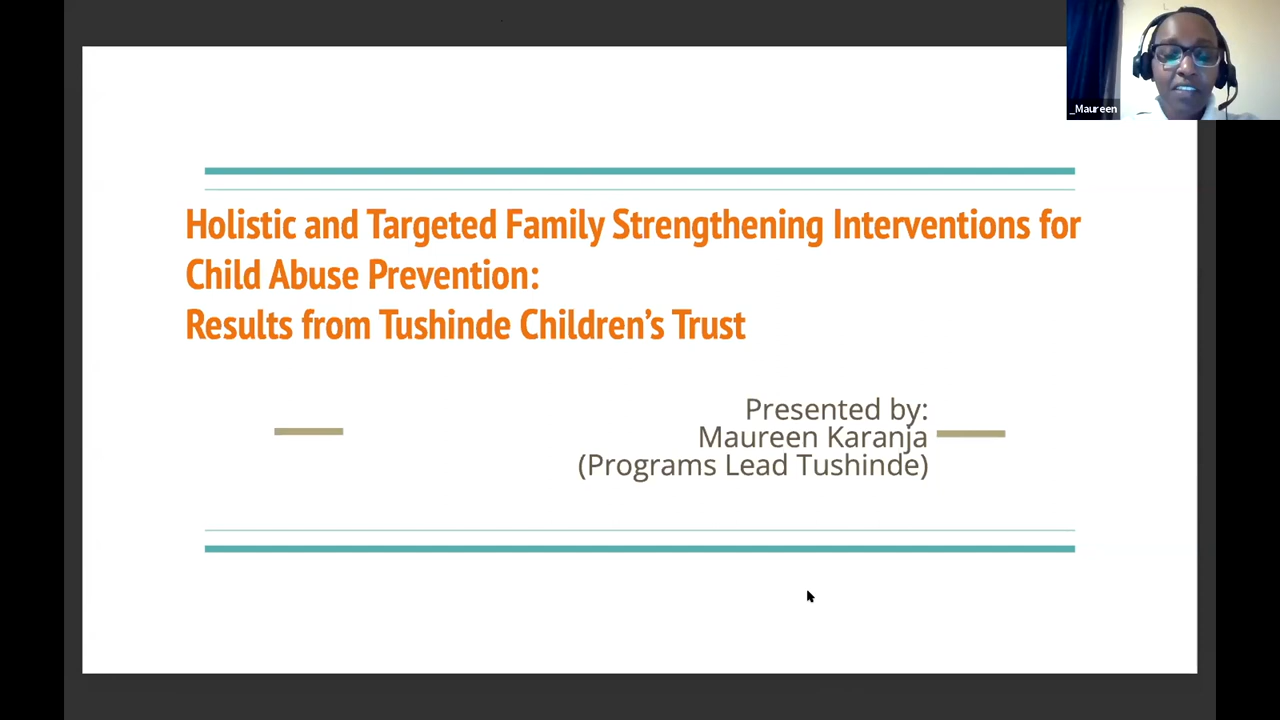 _Maureen
Holistic and Targeted Family Strengthening Interventions for
Child Abuse Prevention:
Results from Tushinde Children’s Trust
Presented by:
Maureen Karanja
(Programs Lead Tushinde)